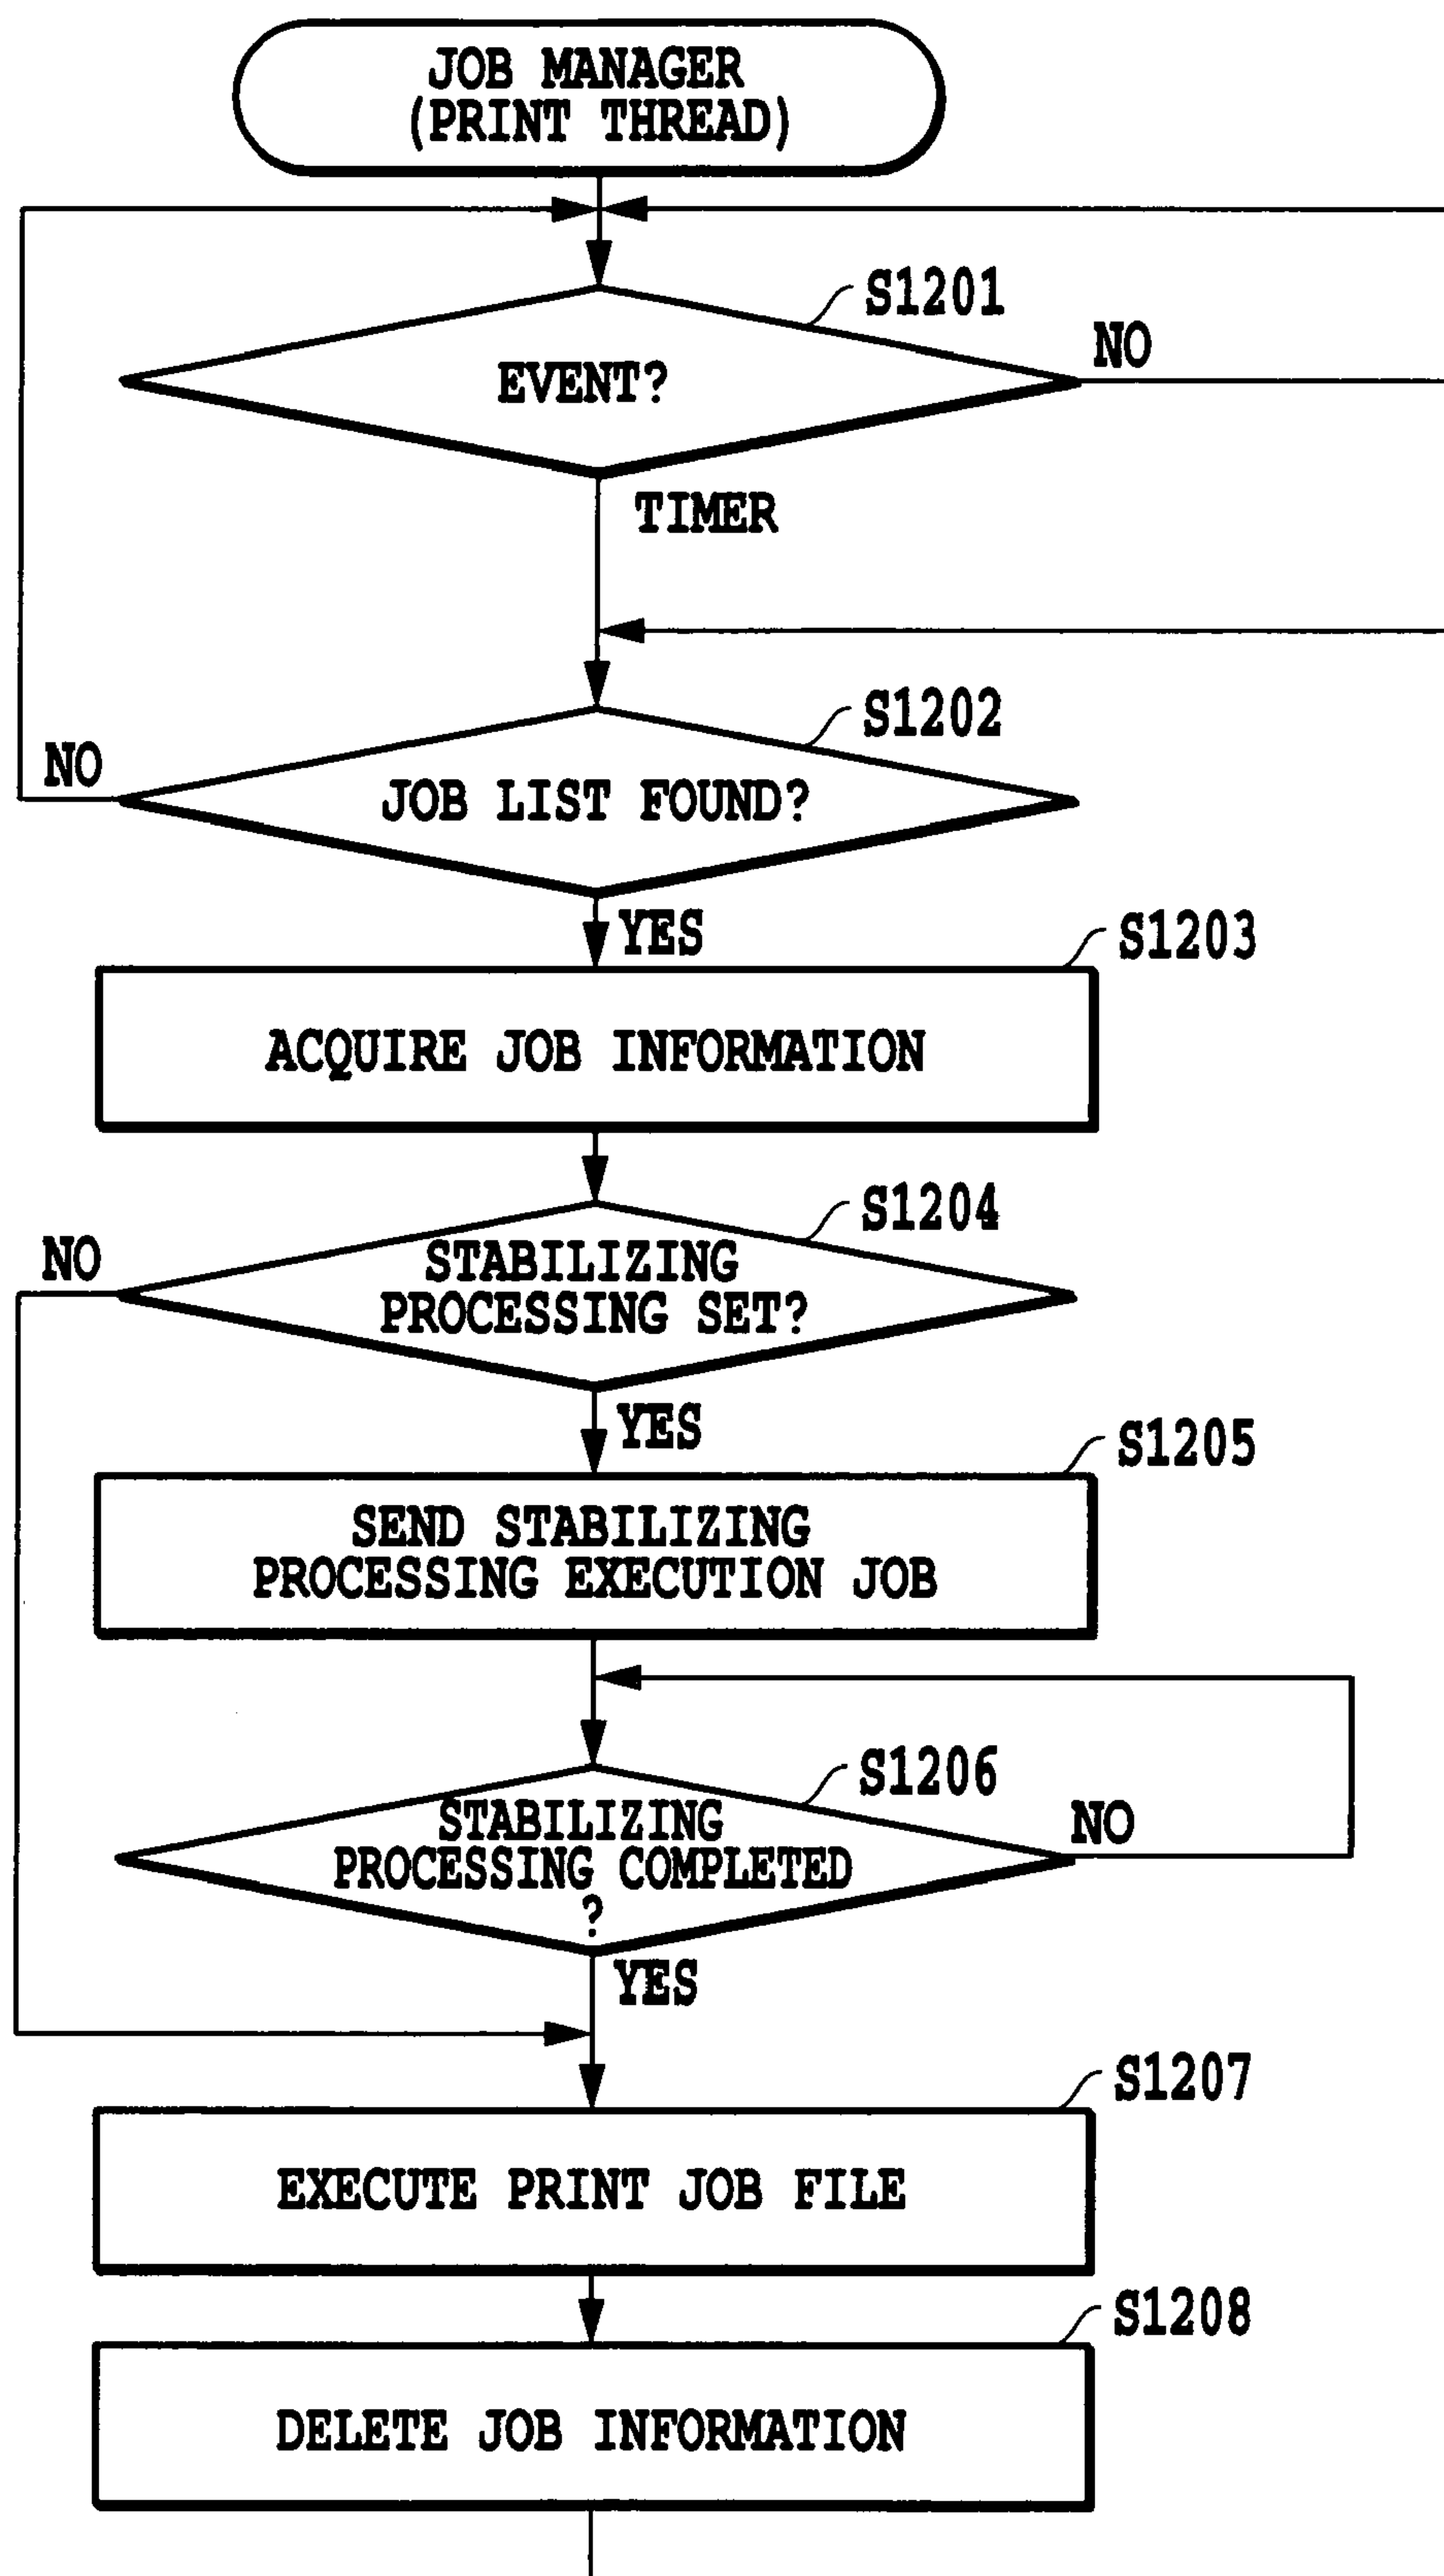 JOB MANAGER
(PRINT THREAD)
S1201
NO
EVENT?
TIMER
S1202
NO
JOB LIST FOUND?
YES
S1203
ACQUIRE JOB INFORMATION
S1204
NO
STABILIZING
PROCESSING SET?
YES
S1205
SEND STABILIZING
PROCESSING EXECUTION JOB
S1206
STABILIZING
NO
PROCESSING COMPLETED
?
YES
S1207
EXECUTE PRINT JOB FILE
S1208
DELETE JOB INFORMATION